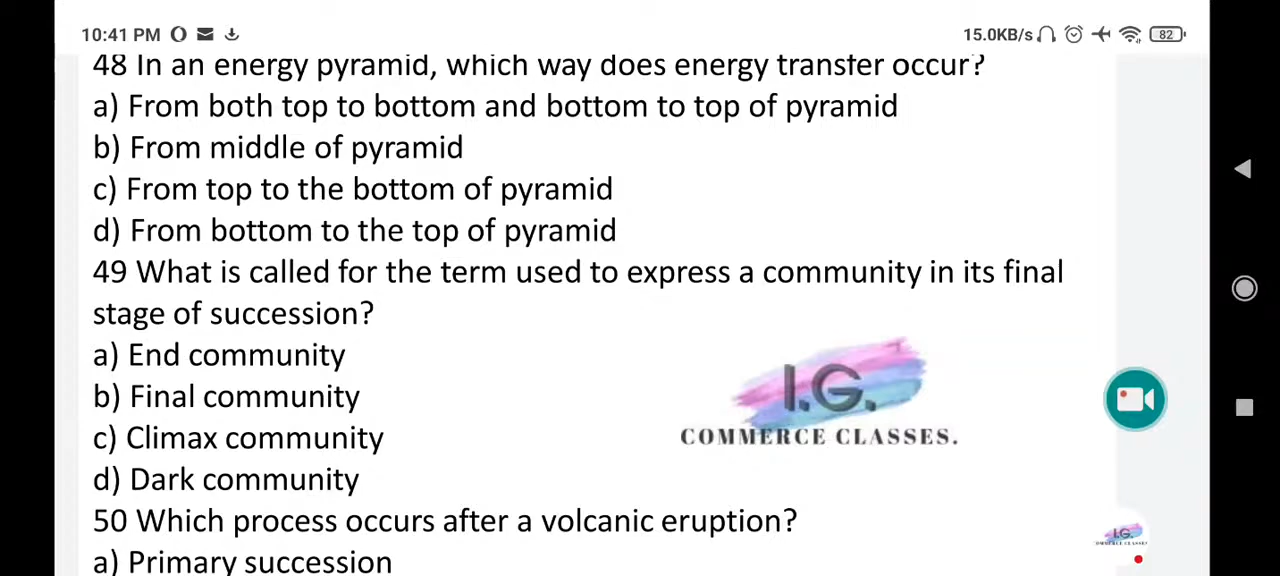 10:41 PM
15.0KB/s
82
48 In an energy pyramid, which way does energy transfer occur?
a) From both top to bottom and bottom to top of pyramid
b) From middle of pyramid
c) From top to the bottom of pyramid
d) From bottom to the top of pyramid
49 What is called for the term used to express a community in its final
stage of succession?
a) End community
b) Final community
c) Climax community
d) Dark community
I.G.
COMMERCE CLASSES.
50 Which process occurs after a volcanic eruption?
a) Primary succession
I.G.
COMMERCE CLASSES